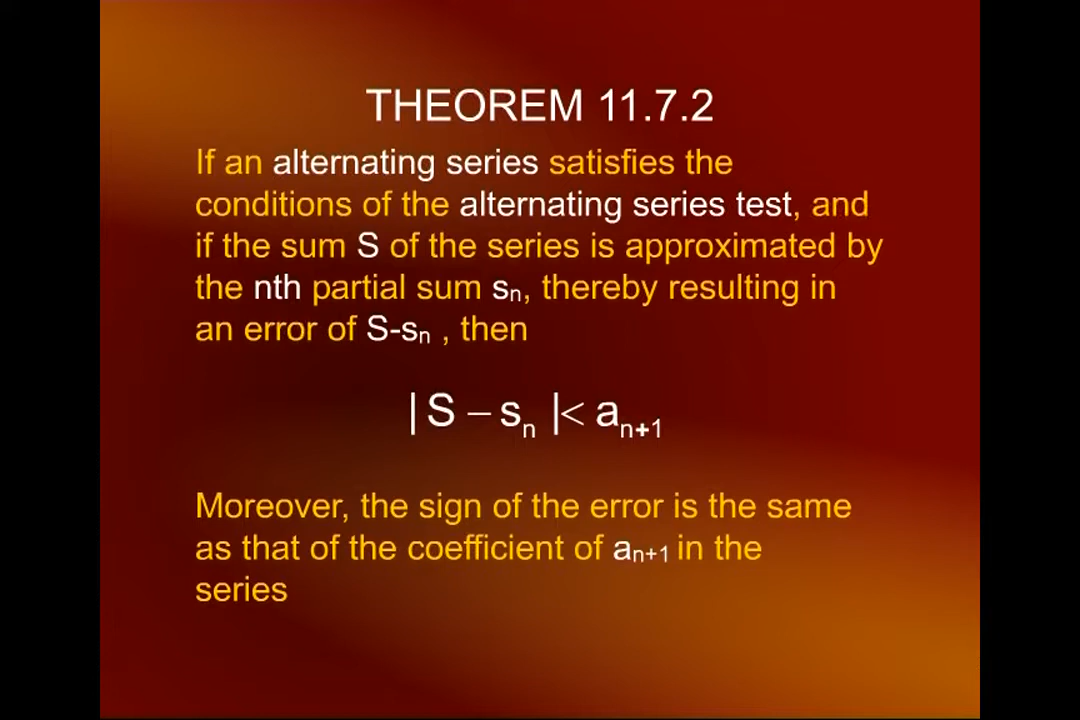 THEOREM 11.7.2
If an alternating series satisfies the
conditions of the alternating series test, and
if the sum S of the series is approximated by
the nth partial sum sn, thereby resulting in
an error of S-sn , then
| S – sn |< an+1
Moreover, the sign of the error is the same
as that of the coefficient of an+1 in the
series